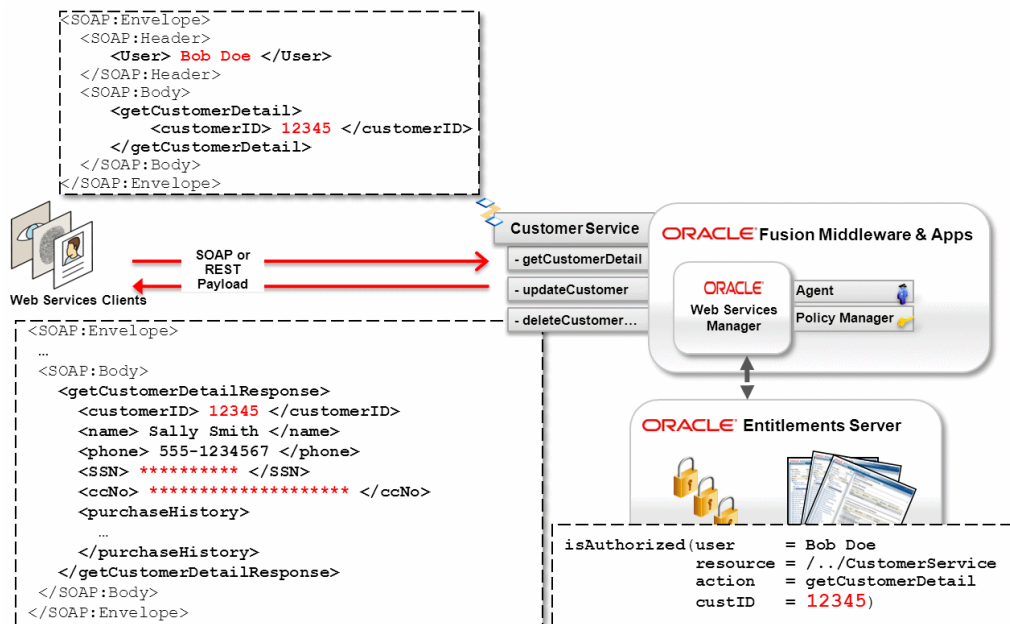 <SOAP:Envelope>
<SOAP:Header>
<User> Bob Doe </User>
</SOAP:Header>
<SOAP:Body>
<getCustomerDetail>
<customerID> 12345 </customerID>
</getCustomerDetail>
</SOAP:Body>
</SOAP:Envelope>
Web Services Clients
SOAP or
REST
Payload
Customer Service
- getCustomerDetail
- updateCustomer
- deleteCustomer...
ORACLE Fusion Middleware & Apps
ORACLE
Web Services
Manager
Agent
Policy Manager
<SOAP:Envelope>
…
<SOAP:Body>
<getCustomerDetailResponse>
<customerID> 12345 </customerID>
<name> Sally Smith </name>
<phone> 555-1234567 </phone>
<SSN> ********** </SSN>
<ccNo> ******************** </ccNo>
<purchaseHistory>
…
</purchaseHistory>
</getCustomerDetailResponse>
</SOAP:Body>
</SOAP:Envelope>
ORACLE Entitlements Server
isAuthorized(user = Bob Doe
resource = /../CustomerService
action = getCustomerDetail
custID = 12345)